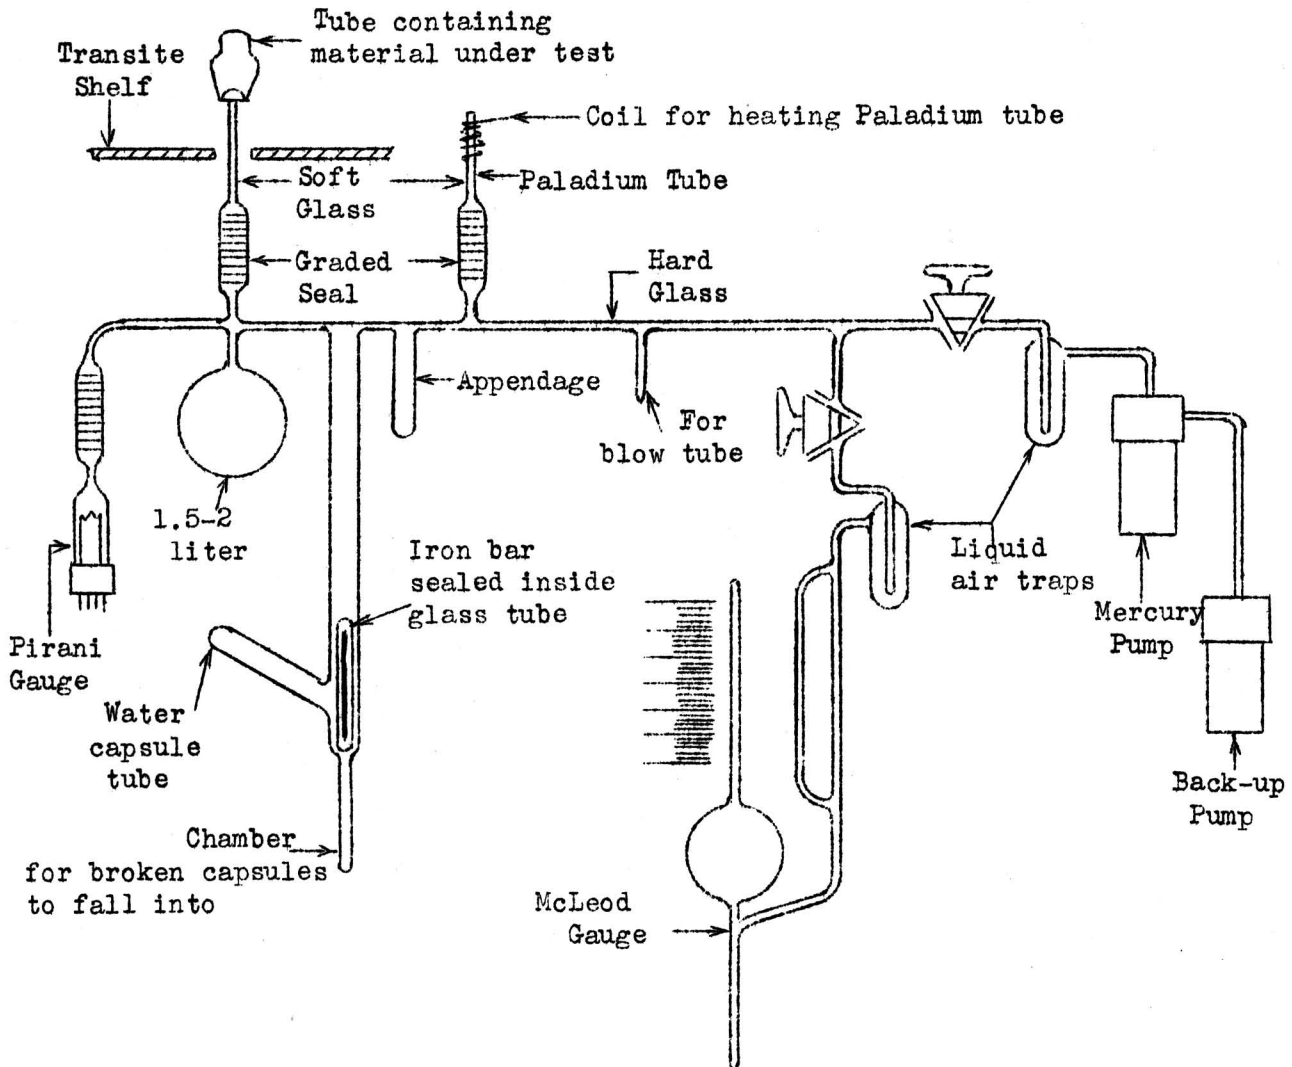 Tube containing
material under test
Transite
Shelf
Coil for heating Paladium tube
Soft
Glass
Paladium Tube
Graded
Seal
Hard
Glass
Appendage
For
blow tube
1.5-2
liter
Iron bar
sealed inside
glass tube
Liquid
air traps
Mercury
Pump
Pirani
Gauge
Water
capsule
tube
Back-up
Pump
Chamber
for broken capsules
to fall into
McLeod
Gauge